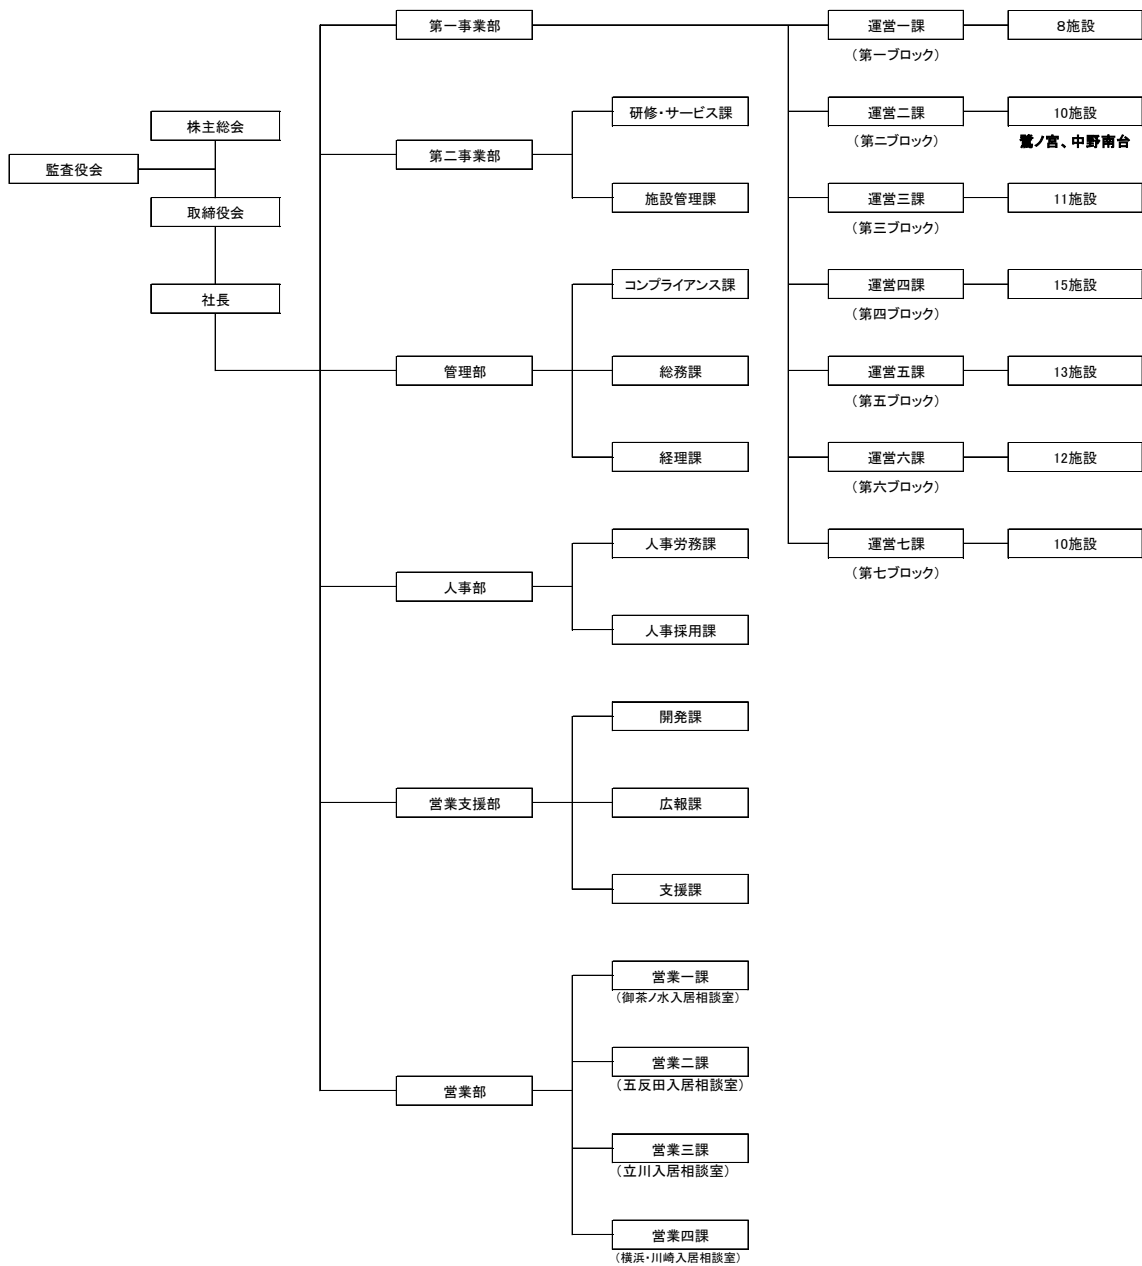 第一事業部
運営一課
8施設
(第一ブロック)
株主総会
研修・サービス課
運営二課
10施設
(第二ブロック)
鷺ノ宮、中野南台
監査役会
第二事業部
取締役会
施設管理課
運営三課
11施設
(第三ブロック)
社長
コンプライアンス課
運営四課
15施設
(第四ブロック)
管理部
総務課
運営五課
13施設
(第五ブロック)
経理課
運営六課
12施設
(第六ブロック)
人事労務課
運営七課
10施設
(第七ブロック)
人事部
人事採用課
開発課
営業支援部
広報課
支援課
営業一課
(御茶ノ水入居相談室)
営業二課
(五反田入居相談室)
営業部
営業三課
(立川入居相談室)
営業四課
(横浜・川崎入居相談室)